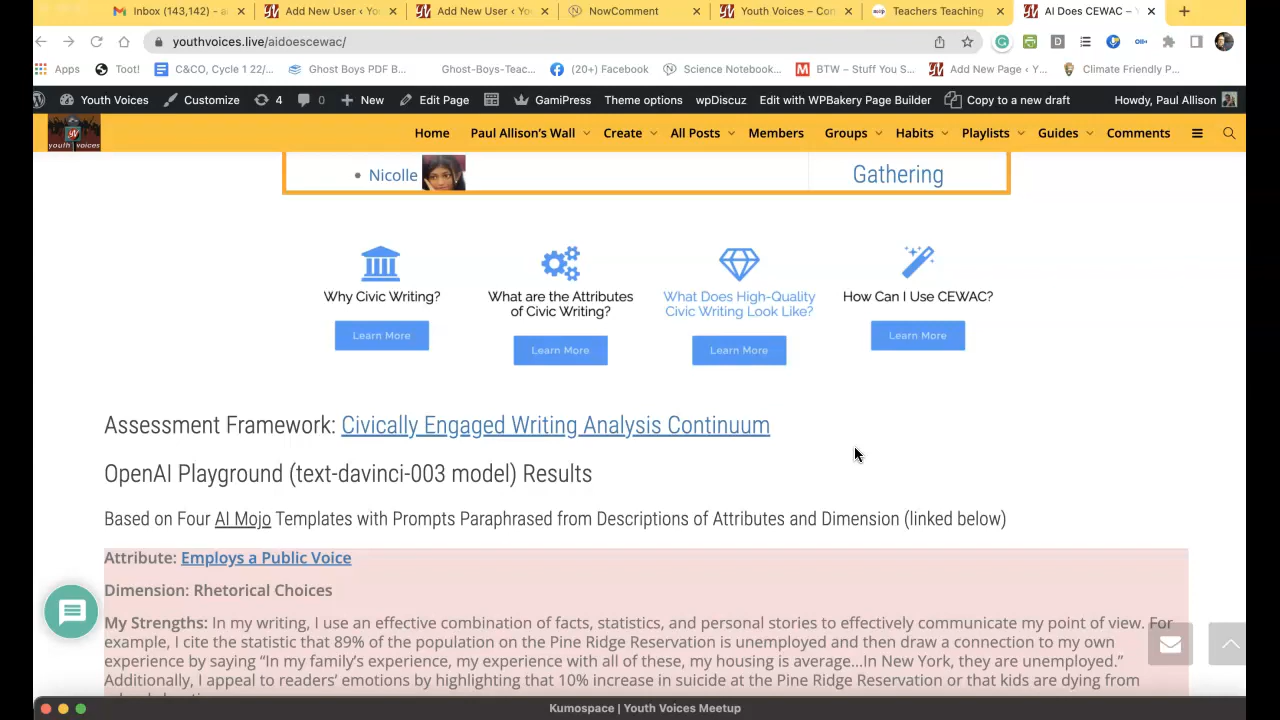 Inbox (143,142) - a
Add New User ‹ Yo
Add New User ‹ Yo
NowComment
Youth Voices – Con
Teachers Teaching
AI Does CEWAC – Y
youthvoices.live/aidoescewac/
Apps
Toot!
C&CO, Cycle 1 22/...
Ghost Boys PDF B...
Ghost-Boys-Teac...
(20+) Facebook
Science Notebook...
BTW – Stuff You S...
Add New Page ‹ Y...
Climate Friendly P...
Youth Voices
Customize
4
0
New
Edit Page
GamiPress
Theme options
wpDiscuz
Edit with WPBakery Page Builder
Copy to a new draft
Howdy, Paul Allison
youth voices
Home
Paul Allison's Wall
Create
All Posts
Members
Groups
Habits
Playlists
Guides
Comments
• Nicolle
Gathering
Why Civic Writing?
Learn More
What are the Attributes
of Civic Writing?
Learn More
What Does High-Quality
Civic Writing Look Like?
Learn More
How Can I Use CEWAC?
Learn More
Assessment Framework: Civically Engaged Writing Analysis Continuum
OpenAI Playground (text-davinci-003 model) Results
Based on Four AI Mojo Templates with Prompts Paraphrased from Descriptions of Attributes and Dimension (linked below)
Attribute: Employs a Public Voice
Dimension: Rhetorical Choices
My Strengths: In my writing, I use an effective combination of facts, statistics, and personal stories to effectively communicate my point of view. For
example, I cite the statistic that 89% of the population on the Pine Ridge Reservation is unemployed and then draw a connection to my own
experience by saying “In my family’s experience, my experience with all of these, my housing is average...In New York, they are unemployed.”
Additionally, I appeal to readers’ emotions by highlighting that 10% increase in suicide at the Pine Ridge Reservation or that kids are dying from
Kumospace | Youth Voices Meetup